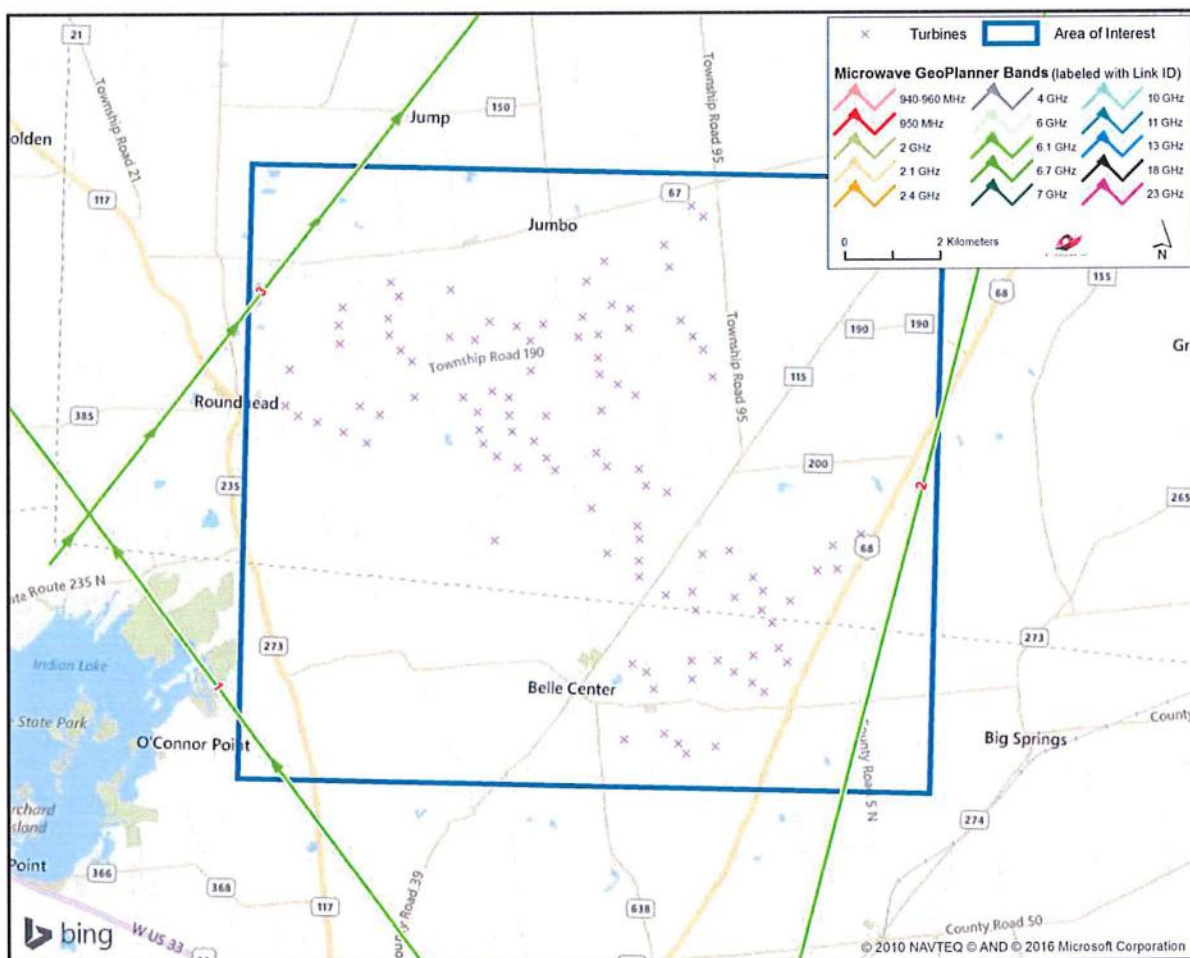 Turbines
Area of Interest
Microwave GeoPlanner Bands (labeled with Link ID)
940-960 MHz
4 GHz
10 GHz
950 MHz
6 GHz
11 GHz
2 GHz
6.1 GHz
13 GHz
2.1 GHz
6.7 GHz
18 GHz
2.4 GHz
7 GHz
23 GHz
0
2 Kilometers
N
21
Township Road 21
olden
117
150
Jump
Township Road 95
67
Jumbo
3
68
155
190
190
Township Road 190
Township Road 95
115
Gr
Roundhead
385
235
200
2
265
68
Route 235 N
Indian Lake
273
273
1
Belle Center
State Park
O'Connor Point
County Road 5 N
Big Springs
County
rchard
sland
274
Point
366
368
117
County Road 39
638
County Road 50
W US 33
bing
© 2010 NAVTEQ © AND © 2016 Microsoft Corporation